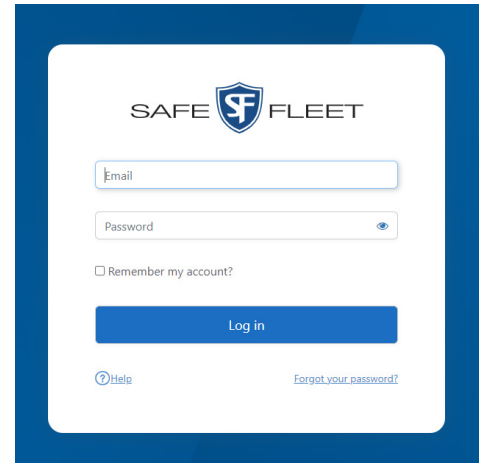 SAFE SF FLEET
Email
Password
Remember my account?
Log in
? Help Forgot your password?